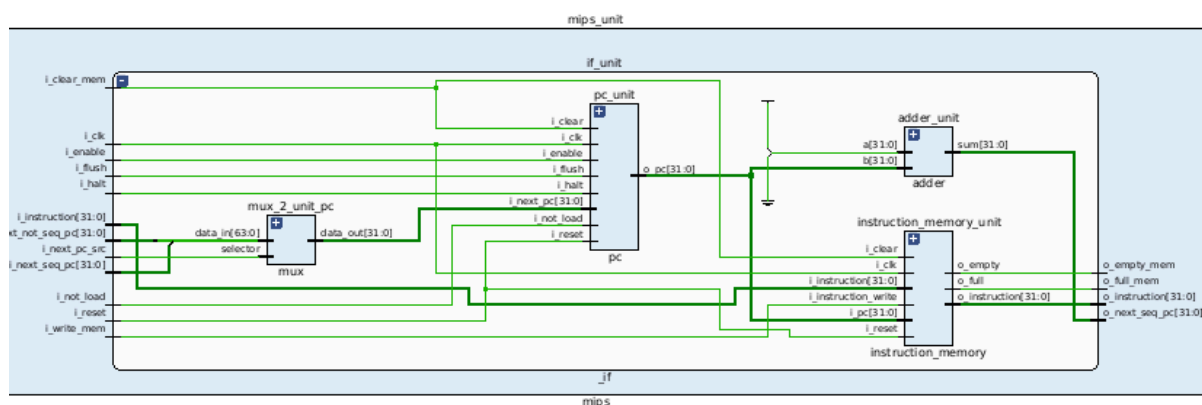 mips_unit
if_unit
i_clear_mem
i_clk
i_enable
i_flush
i_halt
i_instruction[31:0]
xt_not_seq_pc[31:0]
i_next_pc_src
i_next_seq_pc[31:0]
i_not_load
i_reset
i_write_mem
mux_2_unit_pc
data_in[63:0]
selector
data_out[31:0]
mux
pc_unit
i_clear
i_clk
i_enable
i_flush
i_halt
i_next_pc[31:0]
i_not_load
i_reset
o_pc[31:0]
pc
adder_unit
a[31:0]
b[31:0]
sum[31:0]
adder
instruction_memory_unit
i_clear
i_clk
i_instruction[31:0]
i_instruction_write
i_pc[31:0]
i_reset
o_empty
o_full
o_instruction[31:0]
instruction_memory
o_empty_mem
o_full_mem
o_instruction[31:0]
o_next_seq_pc[31:0]
_if
mips